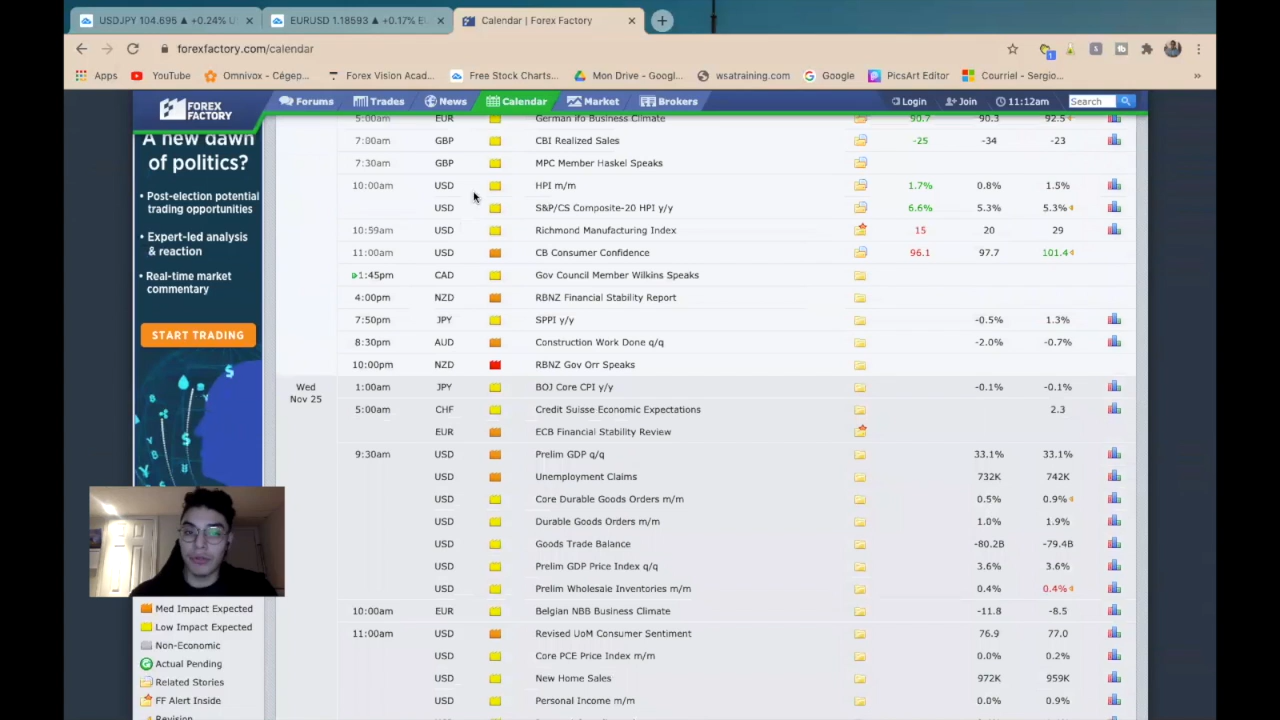 USDJPY 104.695 ▲ +0.24% U
EURUSD 1.18593 ▲ +0.17% E
Calendar | Forex Factory
forexfactory.com/calendar
1
Apps
YouTube
Omnivox - Cégep...
Forex Vision Acad...
Free Stock Charts...
Mon Drive - Googl...
wsatraining.com
Google
PicsArt Editor
Courriel - Sergio...
»
FOREX
FACTORY
Forums
Trades
News
Calendar
Market
Brokers
Login
Join
11:12am
Search
A new dawn
of politics?
• Post-election potential
trading opportunities
• Expert-led analysis
& reaction
• Real-time market
commentary
START TRADING
Med Impact Expected
Low Impact Expected
Non-Economic
Actual Pending
Related Stories
FF Alert Inside
Revision
5:00am EUR German ifo Business Climate 90.7 90.3 92.5
7:00am GBP CBI Realized Sales -25 -34 -23
7:30am GBP MPC Member Haskel Speaks
10:00am USD HPI m/m 1.7% 0.8% 1.5%
USD S&P/CS Composite-20 HPI y/y 6.6% 5.3% 5.3%
10:59am USD Richmond Manufacturing Index 15 20 29
11:00am USD CB Consumer Confidence 96.1 97.7 101.4
1:45pm CAD Gov Council Member Wilkins Speaks
4:00pm NZD RBNZ Financial Stability Report
7:50pm JPY SPPI y/y -0.5% 1.3%
8:30pm AUD Construction Work Done q/q -2.0% -0.7%
10:00pm NZD RBNZ Gov Orr Speaks
Wed
Nov 25
1:00am JPY BOJ Core CPI y/y -0.1% -0.1%
5:00am CHF Credit Suisse Economic Expectations 2.3
EUR ECB Financial Stability Review
9:30am USD Prelim GDP q/q 33.1% 33.1%
USD Unemployment Claims 732K 742K
USD Core Durable Goods Orders m/m 0.5% 0.9%
USD Durable Goods Orders m/m 1.0% 1.9%
USD Goods Trade Balance -80.2B -79.4B
USD Prelim GDP Price Index q/q 3.6% 3.6%
USD Prelim Wholesale Inventories m/m 0.4% 0.4%
10:00am EUR Belgian NBB Business Climate -11.8 -8.5
11:00am USD Revised UoM Consumer Sentiment 76.9 77.0
USD Core PCE Price Index m/m 0.0% 0.2%
USD New Home Sales 972K 959K
USD Personal Income m/m 0.0% 0.9%